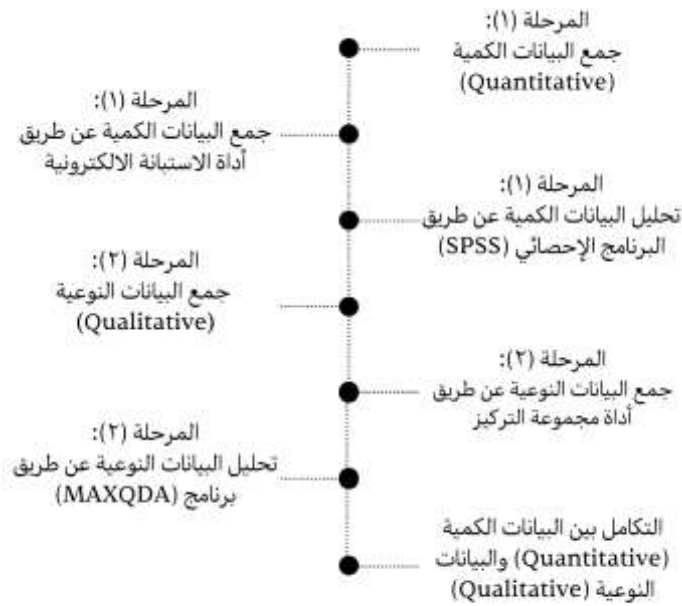 المرحلة (١):
جمع البيانات الكمية
(Quantitative)
المرحلة (١):
جمع البيانات الكمية عن طريق
أداة الاستبانة الالكترونية
المرحلة (١):
تحليل البيانات الكمية عن طريق
البرنامج الإحصائي (SPSS)
المرحلة (٢):
جمع البيانات النوعية
(Qualitative)
المرحلة (٢):
جمع البيانات النوعية عن طريق
أداة مجموعة التركيز
المرحلة (٢):
تحليل البيانات النوعية عن طريق
برنامج (MAXQDA)
التكامل بين البيانات الكمية
(Quantitative) والبيانات
النوعية (Qualitative)